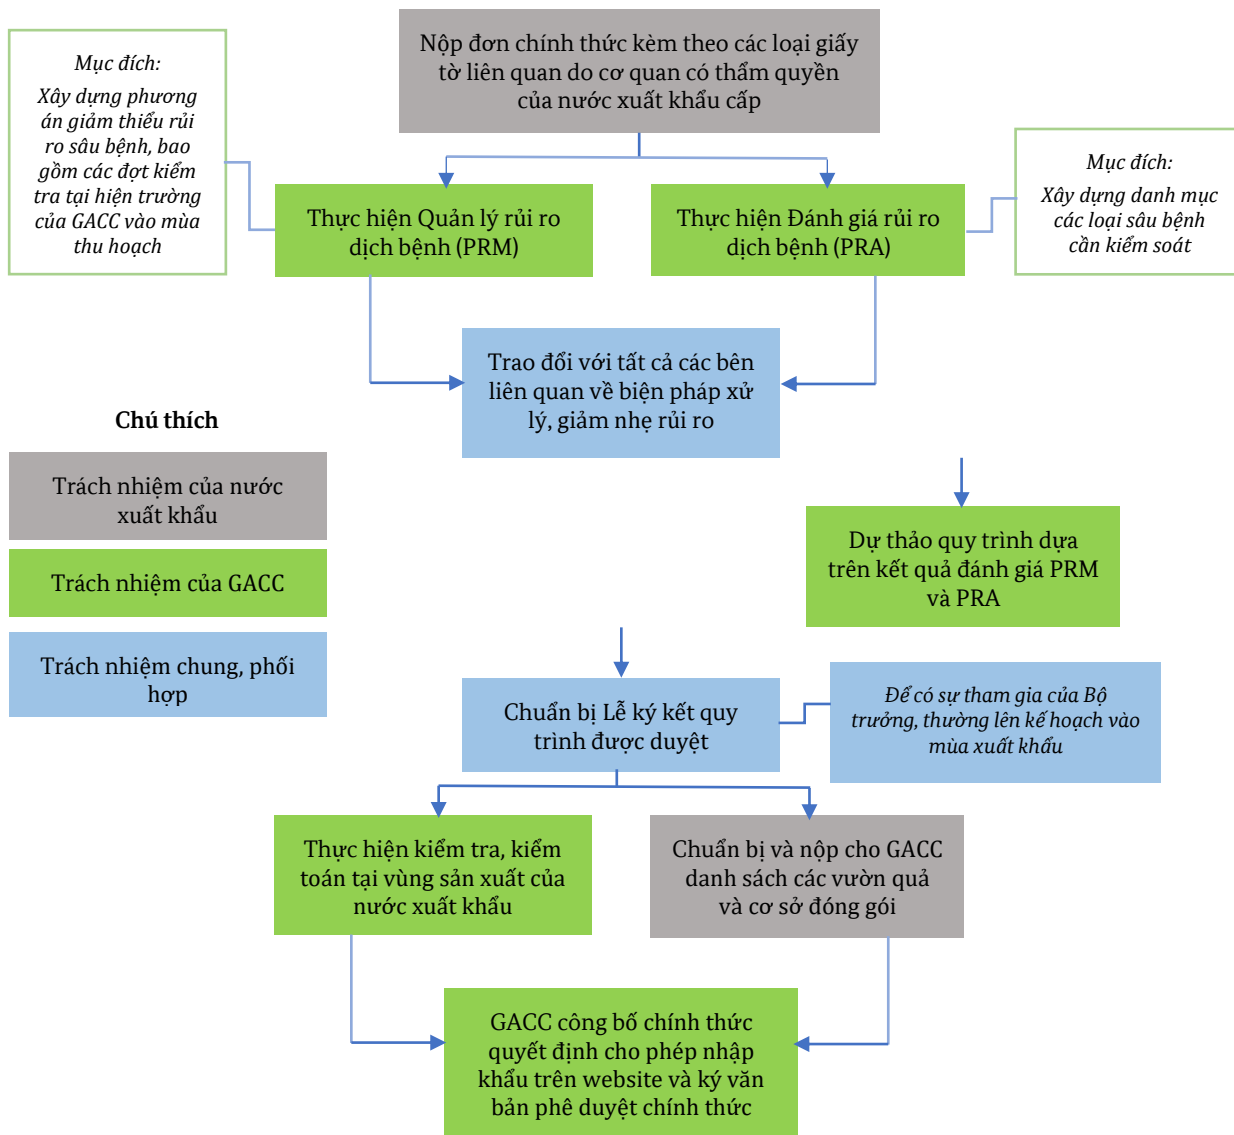 Nộp đơn chính thức kèm theo các loại giấy
tờ liên quan do cơ quan có thẩm quyền
của nước xuất khẩu cấp
Mục đích:
Xây dựng phương
án giảm thiểu rủi
ro sâu bệnh, bao
gồm các đợt kiểm
tra tại hiện trường
của GACC vào mùa
thu hoạch
Thực hiện Quản lý rủi ro
dịch bệnh (PRM)
Thực hiện Đánh giá rủi ro
dịch bệnh (PRA)
Mục đích:
Xây dựng danh mục
các loại sâu bệnh
cần kiểm soát
Trao đổi với tất cả các bên
liên quan về biện pháp xử
lý, giảm nhẹ rủi ro
Chú thích
Trách nhiệm của nước
xuất khẩu
Trách nhiệm của GACC
Trách nhiệm chung, phối
hợp
Dự thảo quy trình dựa
trên kết quả đánh giá PRM
và PRA
Chuẩn bị Lễ ký kết quy
trình được duyệt
Để có sự tham gia của Bộ
trưởng, thường lên kế hoạch vào
mùa xuất khẩu
Thực hiện kiểm tra, kiểm
toán tại vùng sản xuất của
nước xuất khẩu
Chuẩn bị và nộp cho GACC
danh sách các vườn quả
và cơ sở đóng gói
GACC công bố chính thức
quyết định cho phép nhập
khẩu trên website và ký văn
bản phê duyệt chính thức